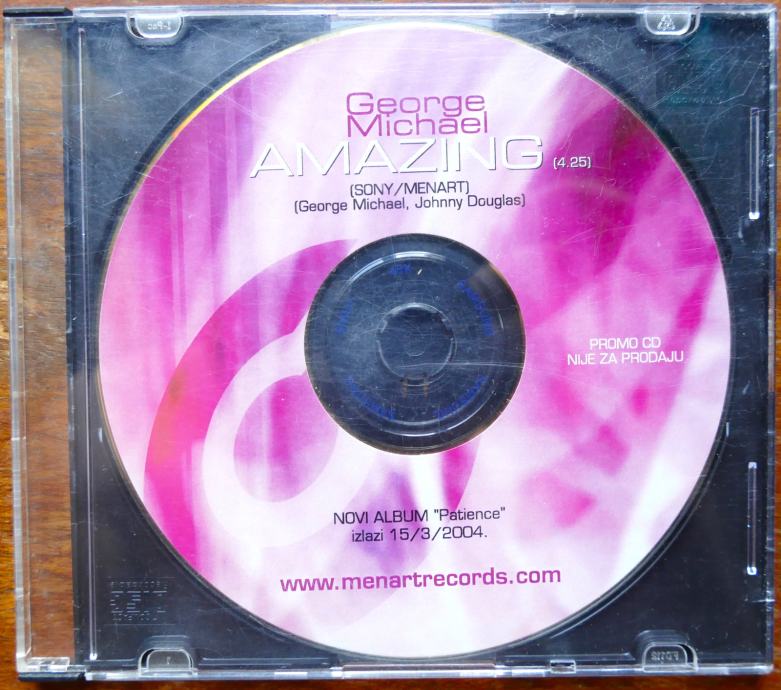 George
Michael
AMAZING (4.25)
(SONY/MENART)
(George Michael, Johnny Douglas)
PROMO CD
NIJE ZA PRODAJU
NOVI ALBUM "Patience"
izlazi 15/3/2004.
www.menartrecords.com